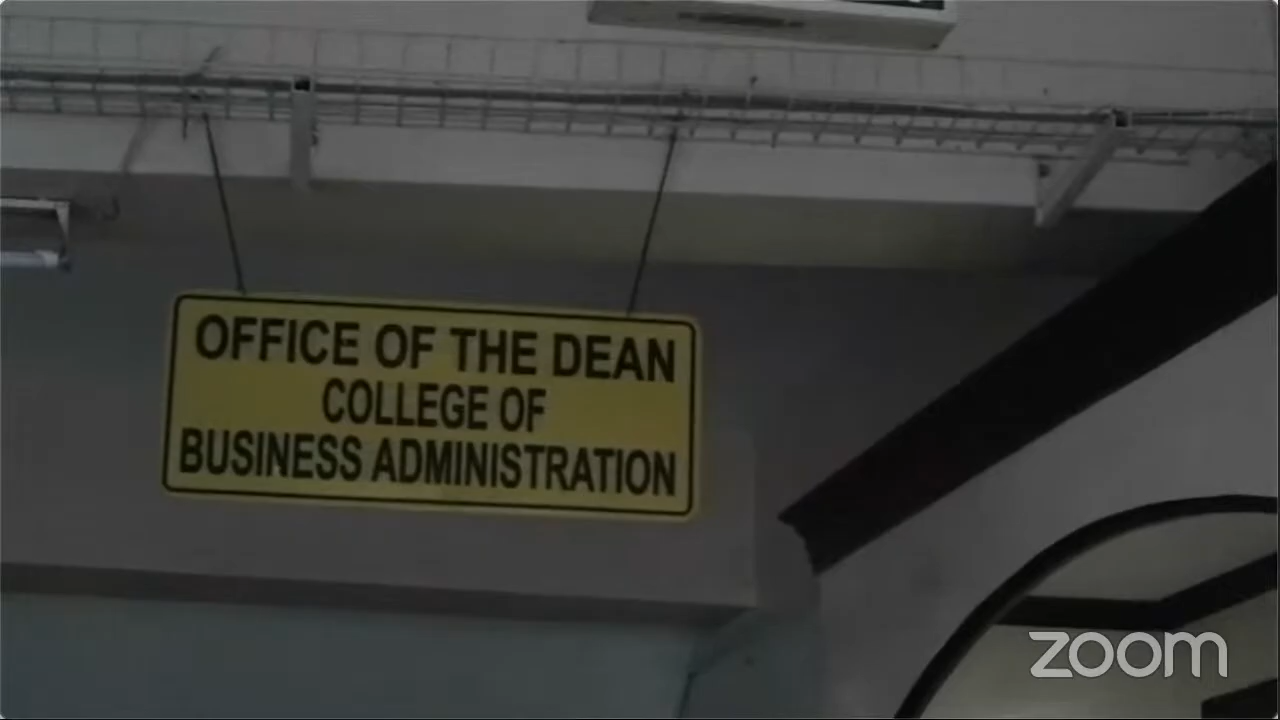 OFFICE OF THE DEAN
COLLEGE OF
BUSINESS ADMINISTRATION
zoom